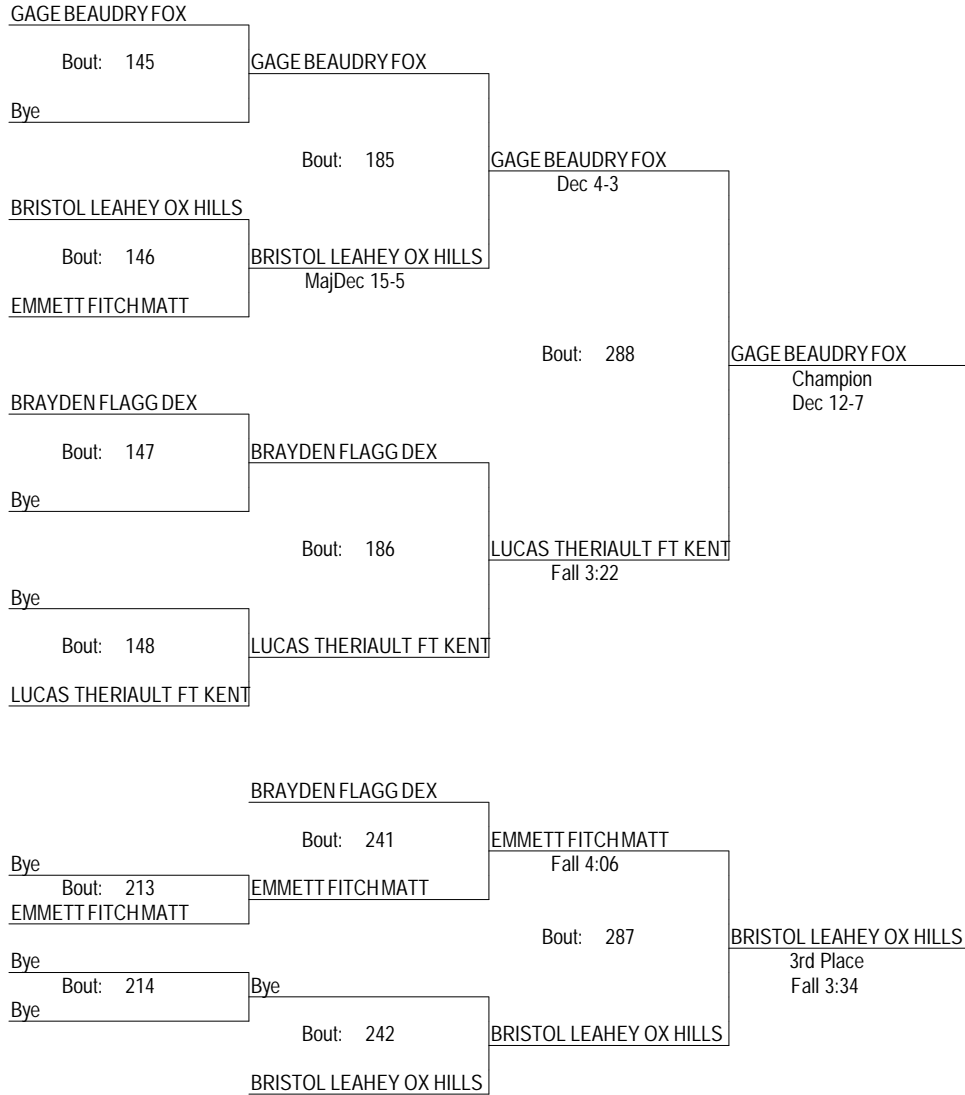 GAGE BEAUDRY FOX
Bout: 145
GAGE BEAUDRY FOX
Bye
Bout: 185
GAGE BEAUDRY FOX
Dec 4-3
BRISTOL LEAHEY OX HILLS
Bout: 146
BRISTOL LEAHEY OX HILLS
MajDec 15-5
EMMETT FITCH MATT
Bout: 288
GAGE BEAUDRY FOX
Champion
Dec 12-7
BRAYDEN FLAGG DEX
Bout: 147
BRAYDEN FLAGG DEX
Bye
Bout: 186
LUCAS THERIAULT FT KENT
Fall 3:22
Bye
Bout: 148
LUCAS THERIAULT FT KENT
LUCAS THERIAULT FT KENT
BRAYDEN FLAGG DEX
Bout: 241
EMMETT FITCH MATT
Fall 4:06
Bye
Bout: 213
EMMETT FITCH MATT
EMMETT FITCH MATT
Bout: 287
BRISTOL LEAHEY OX HILLS
3rd Place
Fall 3:34
Bye
Bout: 214
Bye
Bye
Bout: 242
BRISTOL LEAHEY OX HILLS
BRISTOL LEAHEY OX HILLS